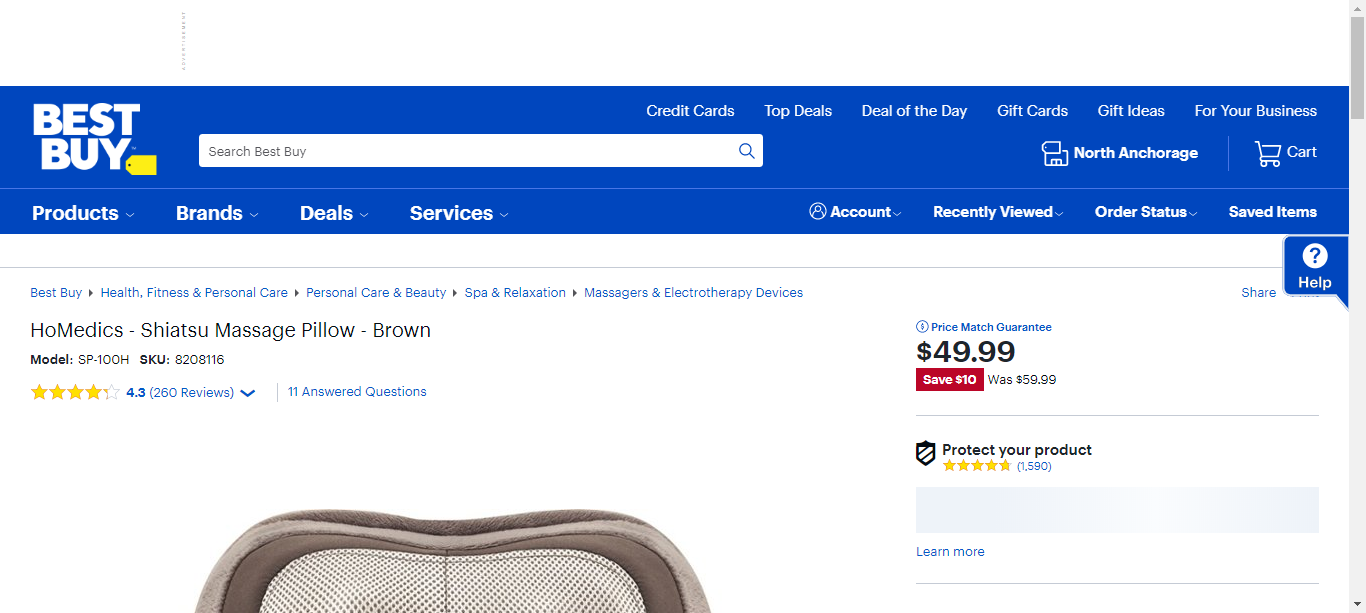 ADVERTISEMENT
Credit Cards Top Deals Deal of the Day Gift Cards Gift Ideas For Your Business
BEST
BUY
Search Best Buy
North Anchorage
Cart
Products Brands Deals Services Account Recently Viewed Order Status Saved Items
?
Help
Best Buy Health, Fitness & Personal Care Personal Care & Beauty Spa & Relaxation Massagers & Electrotherapy Devices
Share
HoMedics - Shiatsu Massage Pillow - Brown
Model: SP-100H SKU: 8208116
4.3 (260 Reviews) 11 Answered Questions
Price Match Guarantee
$49.99
Save $10 Was $59.99
Protect your product
(1,590)
Learn more